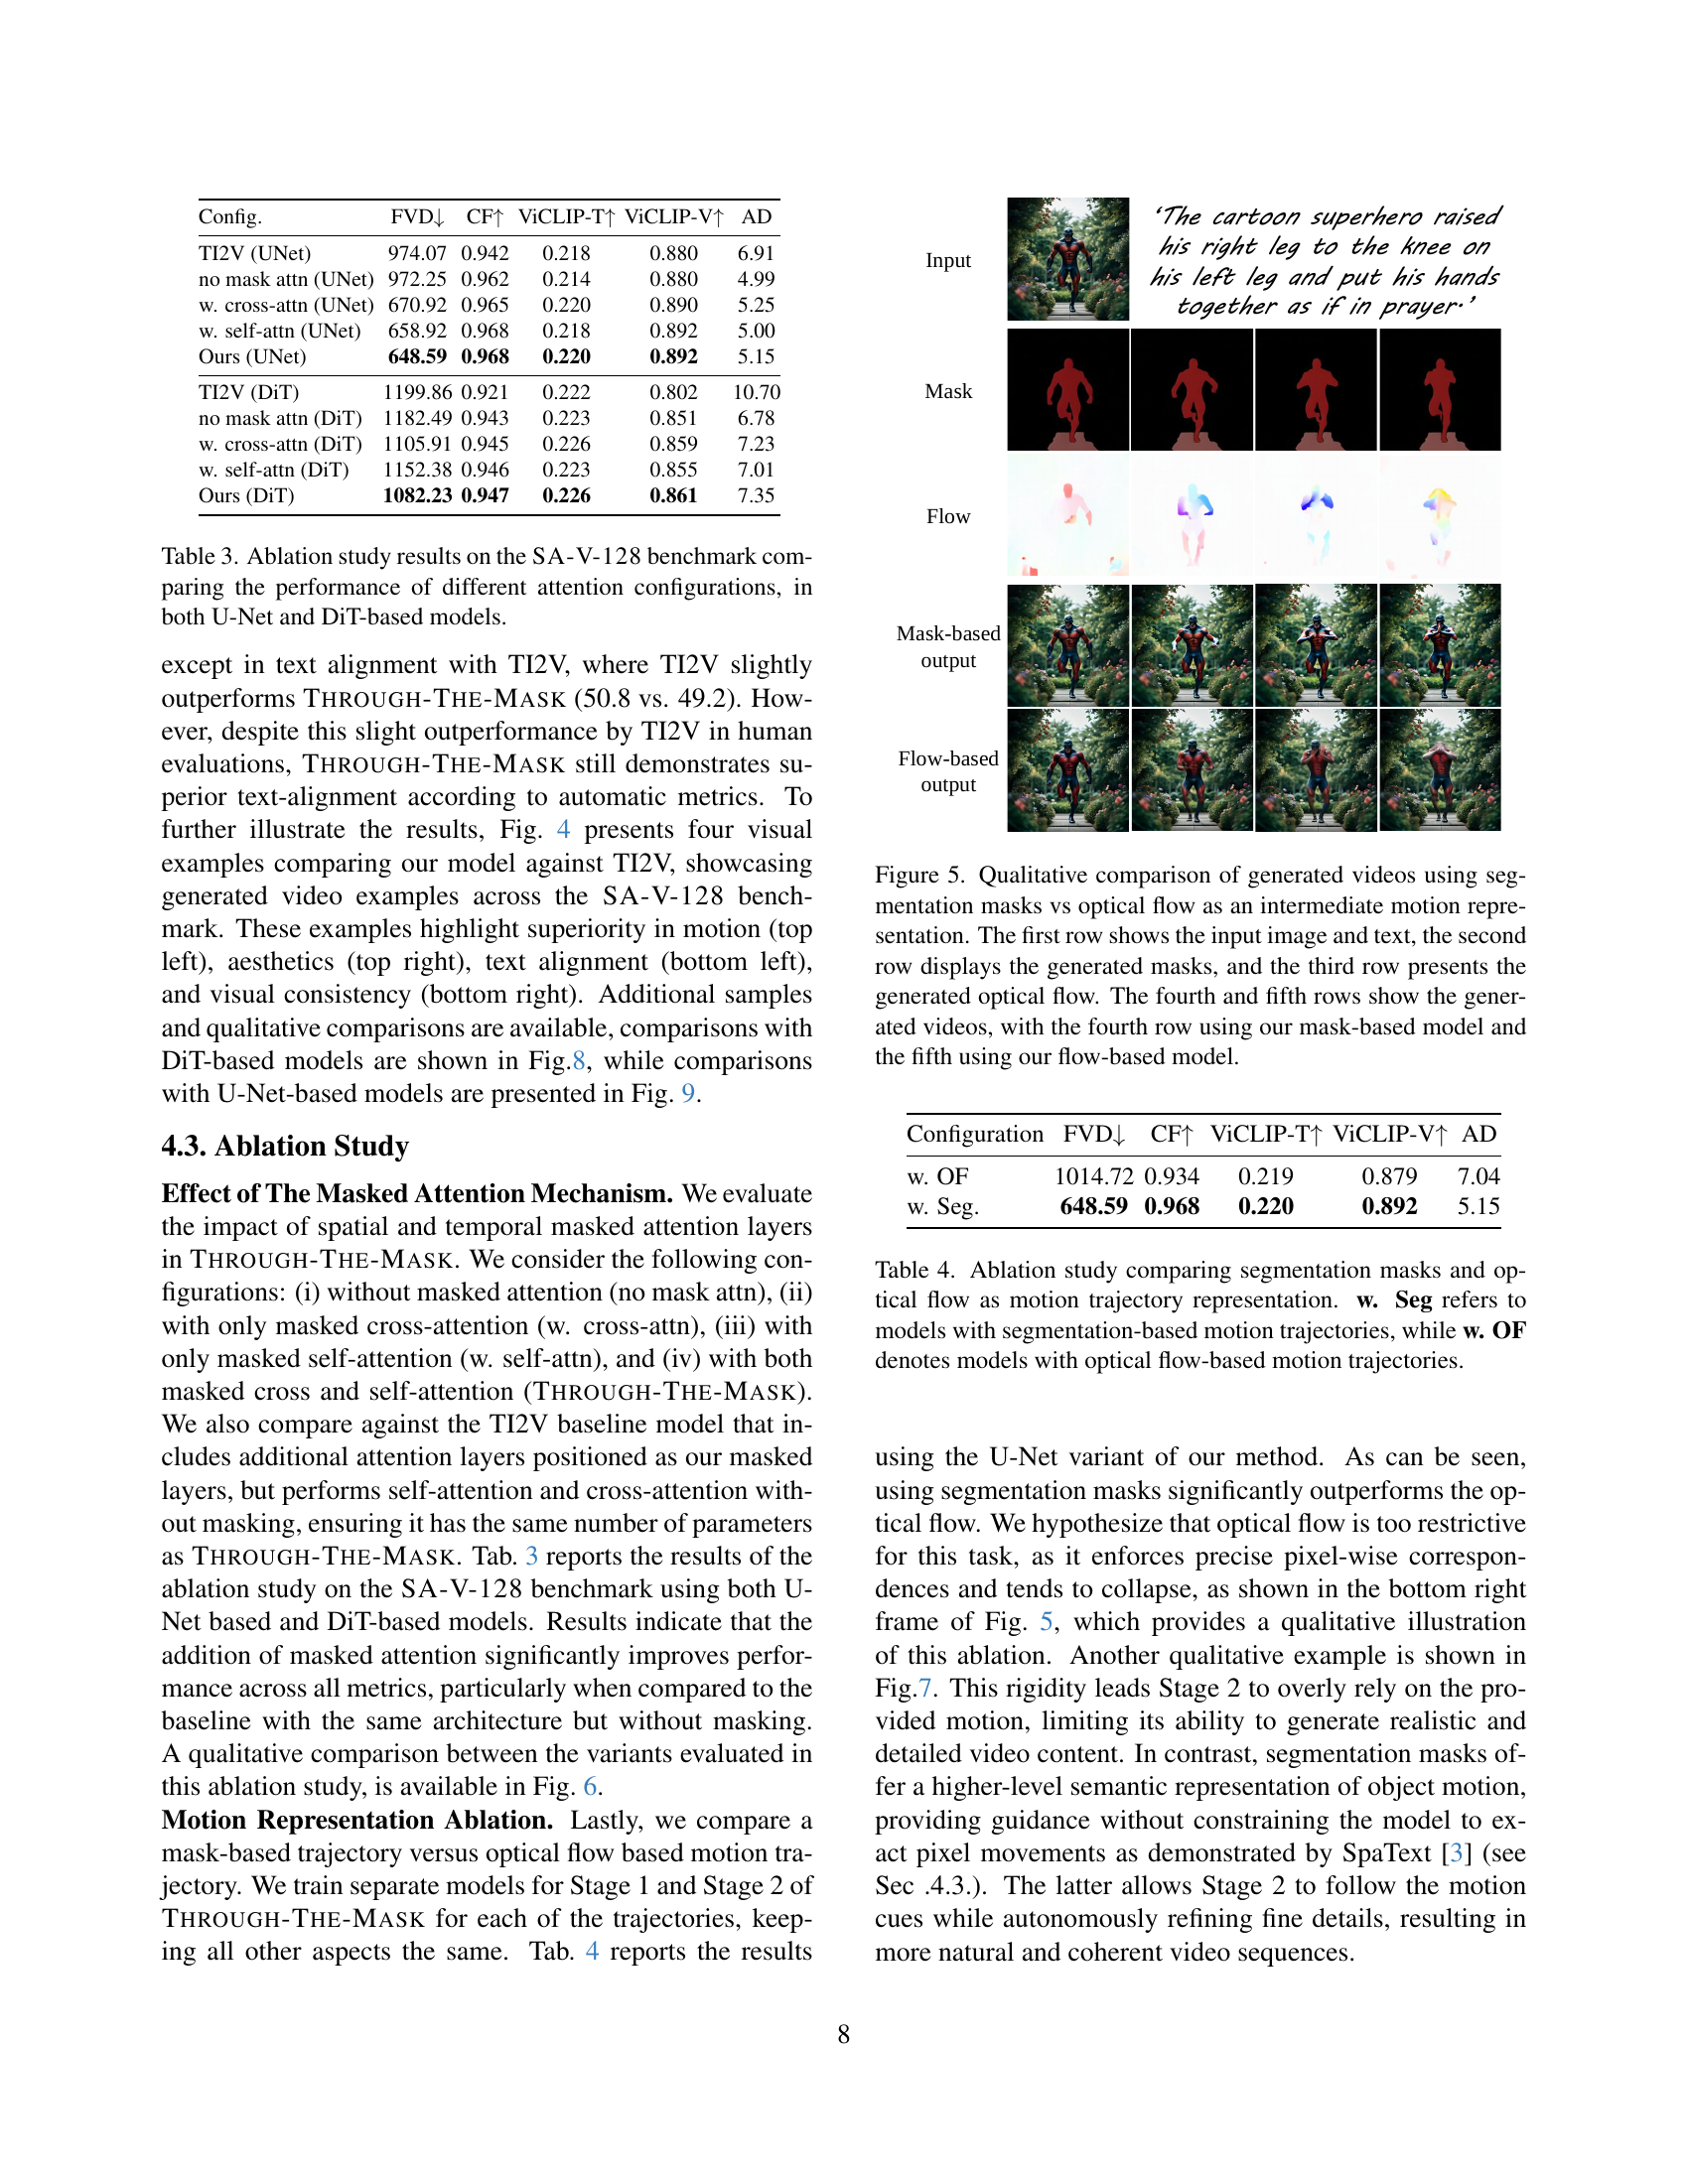 Config. FVD↓ CF↑ ViCLIP-T↑ ViCLIP-V↑ AD
TI2V (UNet) 974.07 0.942 0.218 0.880 6.91
no mask attn (UNet) 972.25 0.962 0.214 0.880 4.99
w. cross-attn (UNet) 670.92 0.965 0.220 0.890 5.25
w. self-attn (UNet) 658.92 0.968 0.218 0.892 5.00
Ours (UNet) 648.59 0.968 0.220 0.892 5.15
TI2V (DiT) 1199.86 0.921 0.222 0.802 10.70
no mask attn (DiT) 1182.49 0.943 0.223 0.851 6.78
w. cross-attn (DiT) 1105.91 0.945 0.226 0.859 7.23
w. self-attn (DiT) 1152.38 0.946 0.223 0.855 7.01
Ours (DiT) 1082.23 0.947 0.226 0.861 7.35
Table 3. Ablation study results on the SA-V-128 benchmark com-
paring the performance of different attention configurations, in
both U-Net and DiT-based models.
except in text alignment with TI2V, where TI2V slightly
outperforms THROUGH-THE-MASK (50.8 vs. 49.2). How-
ever, despite this slight outperformance by TI2V in human
evaluations, THROUGH-THE-MASK still demonstrates su-
perior text-alignment according to automatic metrics. To
further illustrate the results, Fig. 4 presents four visual
examples comparing our model against TI2V, showcasing
generated video examples across the SA-V-128 bench-
mark. These examples highlight superiority in motion (top
left), aesthetics (top right), text alignment (bottom left),
and visual consistency (bottom right). Additional samples
and qualitative comparisons are available, comparisons with
DiT-based models are shown in Fig.8, while comparisons
with U-Net-based models are presented in Fig. 9.
4.3. Ablation Study
Effect of The Masked Attention Mechanism. We evaluate
the impact of spatial and temporal masked attention layers
in THROUGH-THE-MASK. We consider the following con-
figurations: (i) without masked attention (no mask attn), (ii)
with only masked cross-attention (w. cross-attn), (iii) with
only masked self-attention (w. self-attn), and (iv) with both
masked cross and self-attention (THROUGH-THE-MASK).
We also compare against the TI2V baseline model that in-
cludes additional attention layers positioned as our masked
layers, but performs self-attention and cross-attention with-
out masking, ensuring it has the same number of parameters
as THROUGH-THE-MASK. Tab. 3 reports the results of the
ablation study on the SA-V-128 benchmark using both U-
Net based and DiT-based models. Results indicate that the
addition of masked attention significantly improves perfor-
mance across all metrics, particularly when compared to the
baseline with the same architecture but without masking.
A qualitative comparison between the variants evaluated in
this ablation study, is available in Fig. 6.
Motion Representation Ablation. Lastly, we compare a
mask-based trajectory versus optical flow based motion tra-
jectory. We train separate models for Stage 1 and Stage 2 of
THROUGH-THE-MASK for each of the trajectories, keep-
ing all other aspects the same. Tab. 4 reports the results
Input
‘The cartoon superhero raised
his right leg to the knee on
his left leg and put his hands
together as if in prayer.’
Mask
Flow
Mask-based
output
Flow-based
output
Figure 5. Qualitative comparison of generated videos using seg-
mentation masks vs optical flow as an intermediate motion repre-
sentation. The first row shows the input image and text, the second
row displays the generated masks, and the third row presents the
generated optical flow. The fourth and fifth rows show the gener-
ated videos, with the fourth row using our mask-based model and
the fifth using our flow-based model.
Configuration FVD↓ CF↑ ViCLIP-T↑ ViCLIP-V↑ AD
w. OF 1014.72 0.934 0.219 0.879 7.04
w. Seg. 648.59 0.968 0.220 0.892 5.15
Table 4. Ablation study comparing segmentation masks and op-
tical flow as motion trajectory representation. w. Seg refers to
models with segmentation-based motion trajectories, while w. OF
denotes models with optical flow-based motion trajectories.
using the U-Net variant of our method. As can be seen,
using segmentation masks significantly outperforms the op-
tical flow. We hypothesize that optical flow is too restrictive
for this task, as it enforces precise pixel-wise correspon-
dences and tends to collapse, as shown in the bottom right
frame of Fig. 5, which provides a qualitative illustration
of this ablation. Another qualitative example is shown in
Fig.7. This rigidity leads Stage 2 to overly rely on the pro-
vided motion, limiting its ability to generate realistic and
detailed video content. In contrast, segmentation masks of-
fer a higher-level semantic representation of object motion,
providing guidance without constraining the model to ex-
act pixel movements as demonstrated by SpaText [3] (see
Sec .4.3.). The latter allows Stage 2 to follow the motion
cues while autonomously refining fine details, resulting in
more natural and coherent video sequences.
8